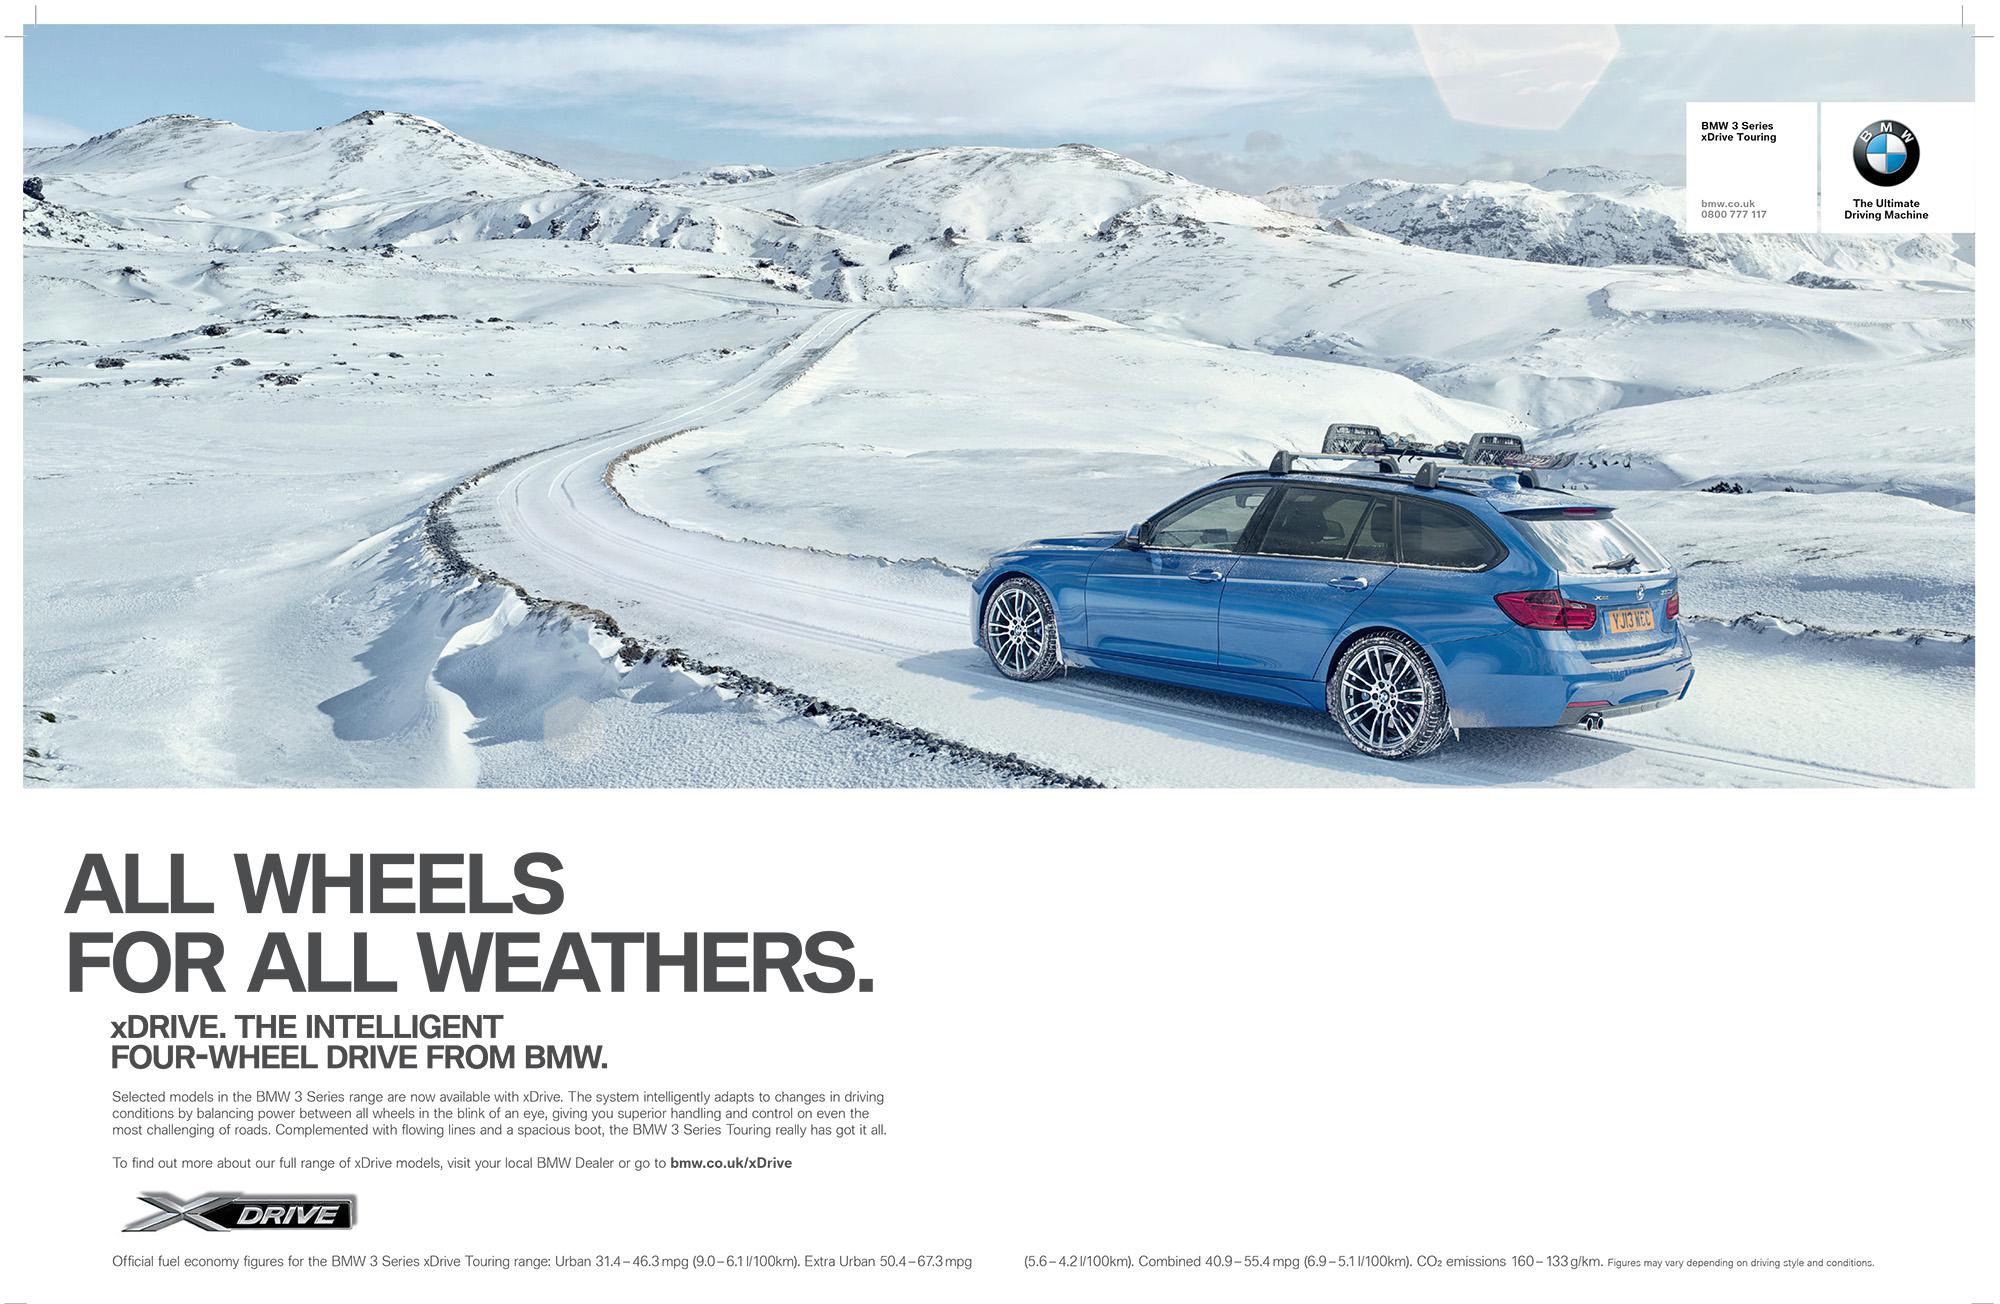 BMW 3 Series
xDrive Touring
bmw.co.uk
0800 777 117
BMW
The Ultimate
Driving Machine
YJ13 WEC
ALL WHEELS
FOR ALL WEATHERS.
xDRIVE. THE INTELLIGENT
FOUR-WHEEL DRIVE FROM BMW.
Selected models in the BMW 3 Series range are now available with xDrive. The system intelligently adapts to changes in driving
conditions by balancing power between all wheels in the blink of an eye, giving you superior handling and control on even the
most challenging of roads. Complemented with flowing lines and a spacious boot, the BMW 3 Series Touring really has got it all.
To find out more about our full range of xDrive models, visit your local BMW Dealer or go to bmw.co.uk/xDrive
XDRIVE
Official fuel economy figures for the BMW 3 Series xDrive Touring range: Urban 31.4–46.3 mpg (9.0–6.1 l/100km). Extra Urban 50.4–67.3 mpg (5.6–4.2 l/100km). Combined 40.9–55.4 mpg (6.9–5.1 l/100km). CO₂ emissions 160–133 g/km. Figures may vary depending on driving style and conditions.